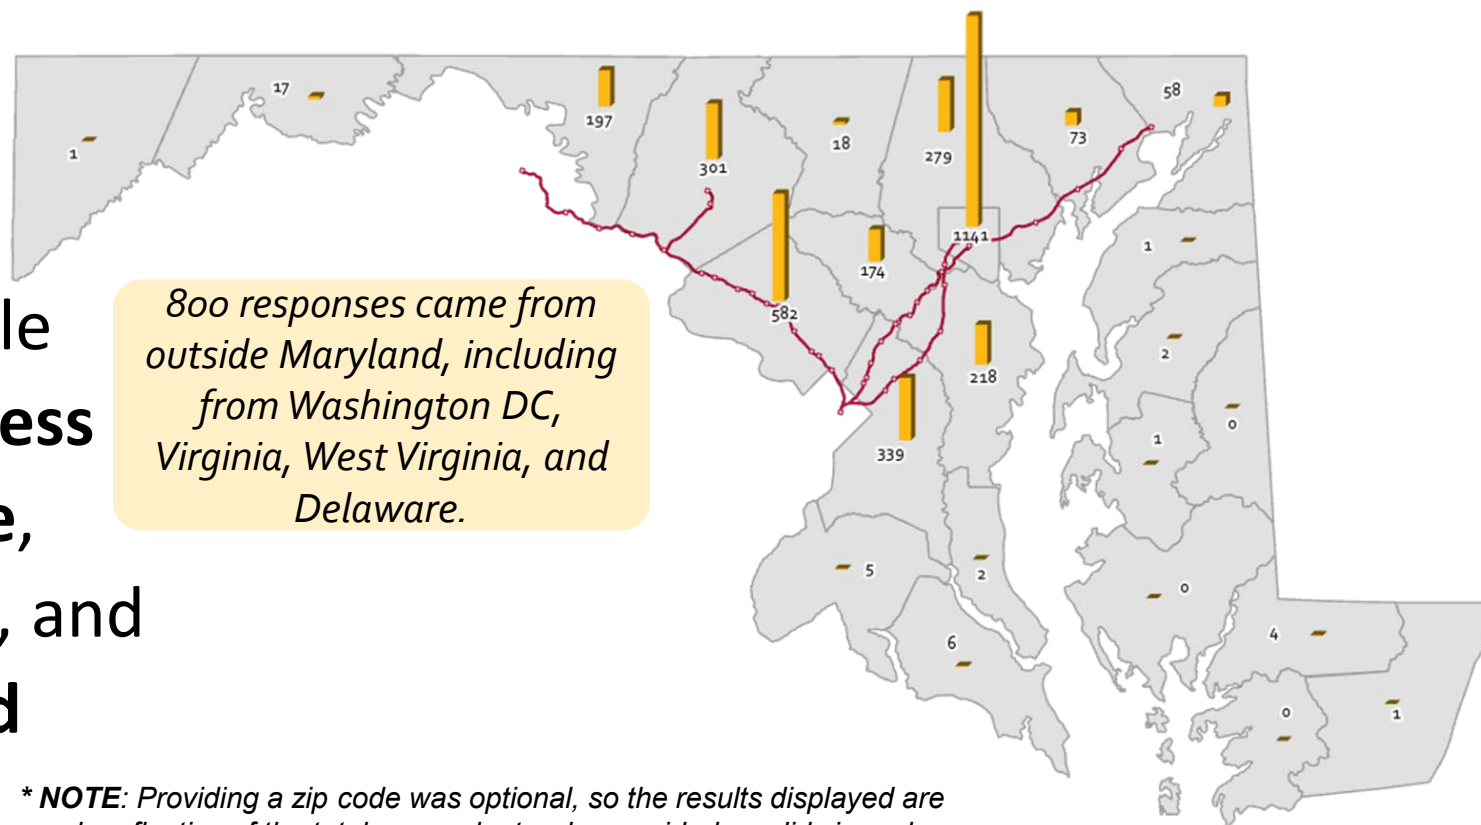 17
197
58
1
301
18
279
73
1141
1
174
582
2
218
0
339
1
5
2
0
6
4
0
1
le
ess
e,
, and
d
800 responses came from
outside Maryland, including
from Washington DC,
Virginia, West Virginia, and
Delaware.
* NOTE: Providing a zip code was optional, so the results displayed are